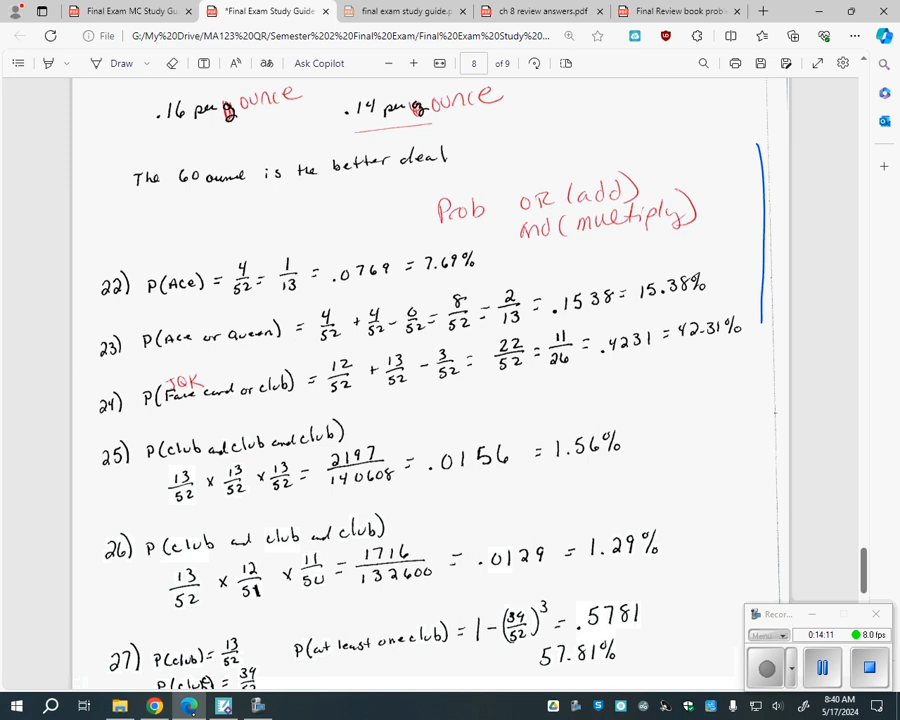 Final Exam MC Study Gu
*Final Exam Study Guide
final exam study guide.p
ch 8 review answers.pdf
Final Review book prob
File
G:/My%20Drive/MA123%20QR/Semester%202%20Final%20Exam/Final%20Exam%20Study%20...
Draw
Ask Copilot
8 of 9
.16 per ounce .14 per ounce
The 60 ounce is the better deal
Prob OR (add)
and (multiply)
22) P(Ace) = 4/52 = 1/13 = .0769 = 7.69%
23) P(Ace or Queen) = 4/52 + 4/52 - 0/52 = 8/52 = 2/13 = .1538 = 15.38%
JQK
24) P(Face card or club) = 12/52 + 13/52 - 3/52 = 22/52 = 11/26 = .4231 = 42.31%
25) P(club and club and club)
13/52 × 13/52 × 13/52 = 2197/140608 = .0156 = 1.56%
26) P(club and club and club)
13/52 × 12/51 × 11/50 = 1716/132600 = .0129 = 1.29%
27) P(club) = 13/52 P(at least one club) = 1 - (39/52)^3 = .5781
57.81%
Recor...
Menu
0:14:11
8.0 fps
8:40 AM
5/17/2024